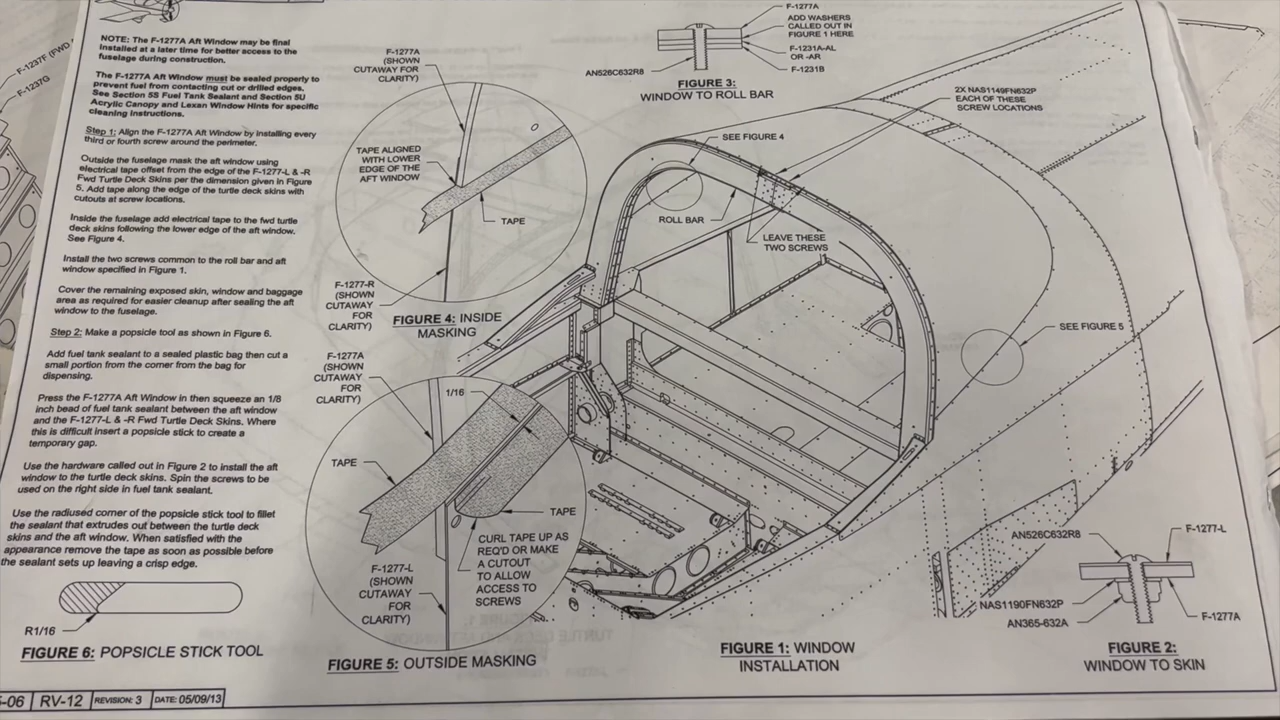 NOTE: The F-1277A Aft Window may be final
installed at a later time for better access to the
fuselage during construction.
The F-1277A Aft Window must be sealed properly to
prevent fuel from contacting cut or drilled edges.
See Section 5S Fuel Tank Sealant and Section 5U
Acrylic Canopy and Lexan Window Hints for specific
cleaning instructions.
Step 1: Align the F-1277A Aft Window by installing every
third or fourth screw around the perimeter.
Outside the fuselage mask the aft window using
electrical tape offset from the edge of the F-1277-L & -R
Fwd Turtle Deck Skins per the dimension given in Figure
5. Add tape along the edge of the turtle deck skins with
cutouts at screw locations.
Inside the fuselage add electrical tape to the fwd turtle
deck skins following the lower edge of the aft window.
See Figure 4.
Install the two screws common to the roll bar and aft
window specified in Figure 1.
Cover the remaining exposed skin, window and baggage
area as required for easier cleanup after sealing the aft
window to the fuselage.
Step 2: Make a popsicle tool as shown in Figure 6.
Add fuel tank sealant to a sealed plastic bag then cut a
small portion from the corner from the bag for
dispensing.
Press the F-1277A Aft Window in then squeeze an 1/8
inch bead of fuel tank sealant between the aft window
and the F-1277-L & -R Fwd Turtle Deck Skins. Where
this is difficult insert a popsicle stick to create a
temporary gap.
Use the hardware called out in Figure 2 to install the aft
window to the turtle deck skins. Spin the screws to be
used on the right side in fuel tank sealant.
Use the radiused corner of the popsicle stick tool to fillet
the sealant that extrudes out between the turtle deck
skins and the aft window. When satisfied with the
appearance remove the tape as soon as possible before
the sealant sets up leaving a crisp edge.
R1/16
FIGURE 6: POPSICLE STICK TOOL
F-1237F (FWD
F-1237G
F-1277A
(SHOWN
CUTAWAY FOR
CLARITY)
TAPE ALIGNED
WITH LOWER
EDGE OF THE
AFT WINDOW
TAPE
F-1277-R
(SHOWN
CUTAWAY
FOR
CLARITY)
FIGURE 4: INSIDE
MASKING
F-1277A
(SHOWN
CUTAWAY
FOR
CLARITY)
1/16
TAPE
TAPE
CURL TAPE UP AS
REQ'D OR MAKE
A CUTOUT
TO ALLOW
ACCESS TO
SCREWS
F-1277-L
(SHOWN
CUTAWAY
FOR
CLARITY)
FIGURE 5: OUTSIDE MASKING
F-1277A
ADD WASHERS
CALLED OUT IN
FIGURE 1 HERE
F-1231A-AL
OR -AR
F-1231B
AN526C632R8
FIGURE 3:
WINDOW TO ROLL BAR
2X NAS1149FN632P
EACH OF THESE
SCREW LOCATIONS
SEE FIGURE 4
ROLL BAR
LEAVE THESE
TWO SCREWS
SEE FIGURE 5
FIGURE 1: WINDOW
INSTALLATION
AN526C632R8
F-1277-L
NAS1190FN632P
AN365-632A
F-1277A
FIGURE 2:
WINDOW TO SKIN
-06 RV-12 REVISION: 3 DATE: 05/09/13